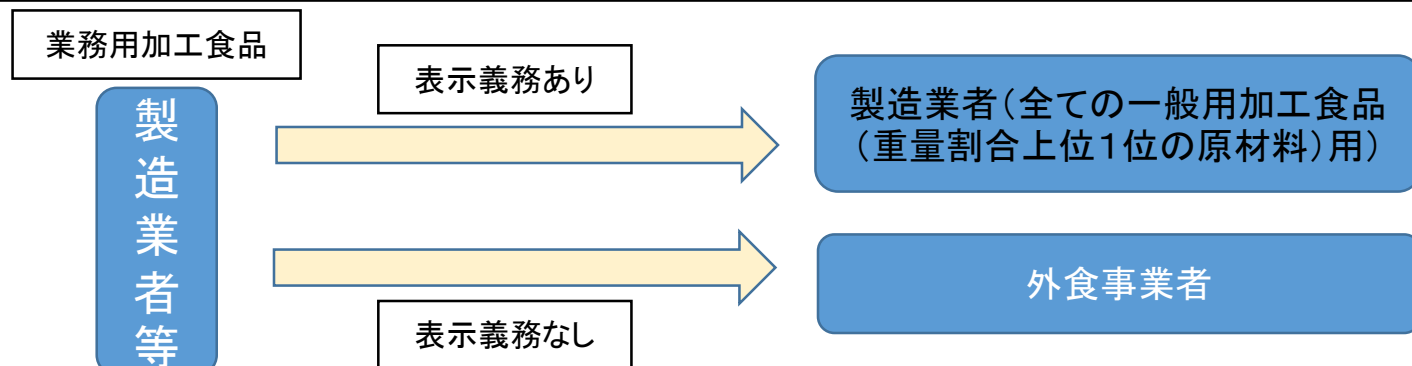 業務用加工食品
表示義務あり
製造業者等
製造業者（全ての一般用加工食品
（重量割合上位１位の原材料）用）
外食事業者
表示義務なし